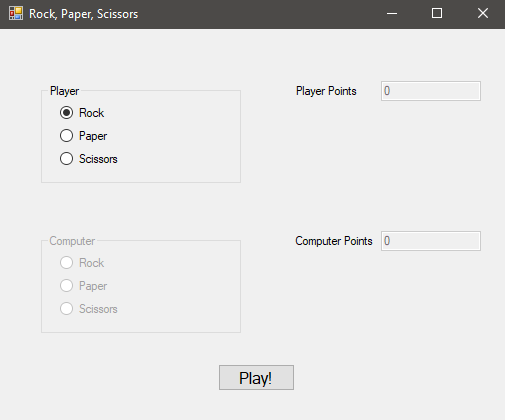 Rock, Paper, Scissors
Player
Rock
Paper
Scissors
Player Points 0
Computer
Rock
Paper
Scissors
Computer Points 0
Play!